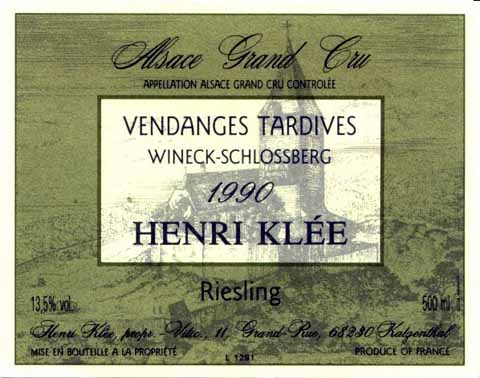 Alsace Grand Cru
APPELLATION ALSACE GRAND CRU CONTROLÉE
VENDANGES TARDIVES
WINECK-SCHLOSSBERG
1990
HENRI KLÉE
Riesling
13,5% vol. 500 ml
Henri Klée, propr.-Vitic., 11, Grand-Rue, 68230 Katzenthal
MISE EN BOUTEILLE A LA PROPRIÉTÉ PRODUCE OF FRANCE
L 1291